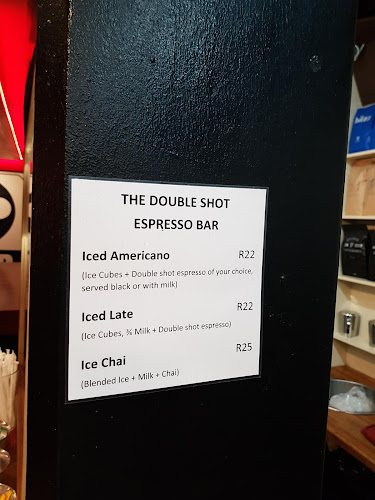 THE DOUBLE SHOT
ESPRESSO BAR
Iced Americano R22
(Ice Cubes + Double shot espresso of your choice,
served black or with milk)
Iced Late R22
(Ice Cubes, ¾ Milk + Double shot espresso)
Ice Chai R25
(Blended Ice + Milk + Chai)